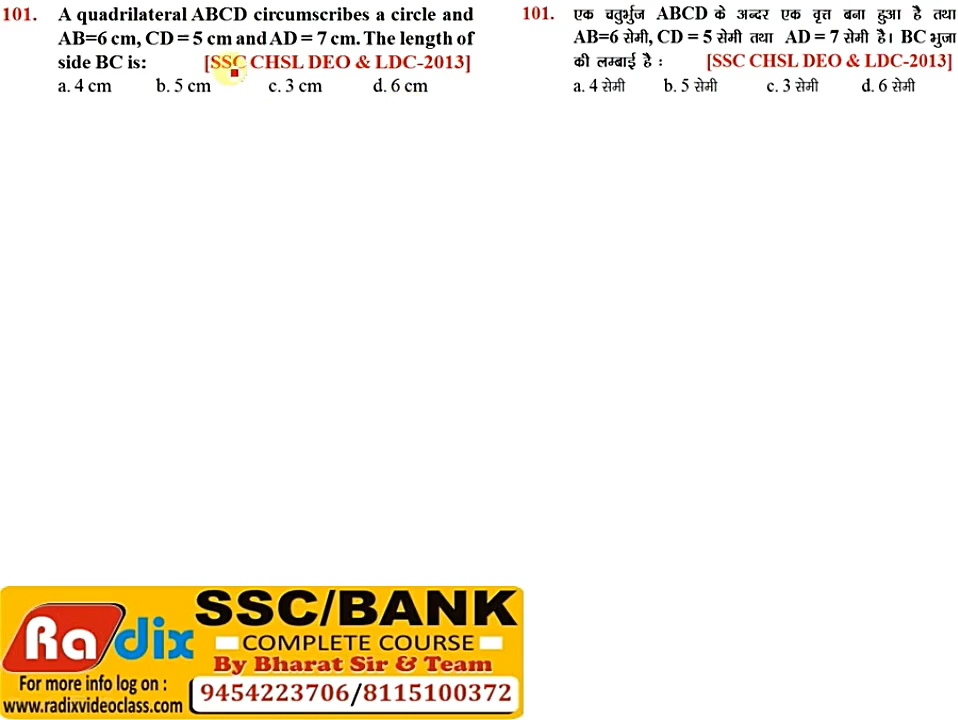 101. A quadrilateral ABCD circumscribes a circle and
AB=6 cm, CD = 5 cm and AD = 7 cm. The length of
side BC is: [SSC CHSL DEO & LDC-2013]
a. 4 cm b. 5 cm c. 3 cm d. 6 cm
101. एक चतुर्भुज ABCD के अन्दर एक वृत्त बना हुआ है तथा
AB=6 सेमी, CD = 5 सेमी तथा AD = 7 सेमी है। BC भुजा
की लम्बाई है : [SSC CHSL DEO & LDC-2013]
a. 4 सेमी b. 5 सेमी c. 3 सेमी d. 6 सेमी
Radix
For more info log on :
www.radixvideoclass.com
SSC/BANK
COMPLETE COURSE
By Bharat Sir & Team
9454223706/8115100372